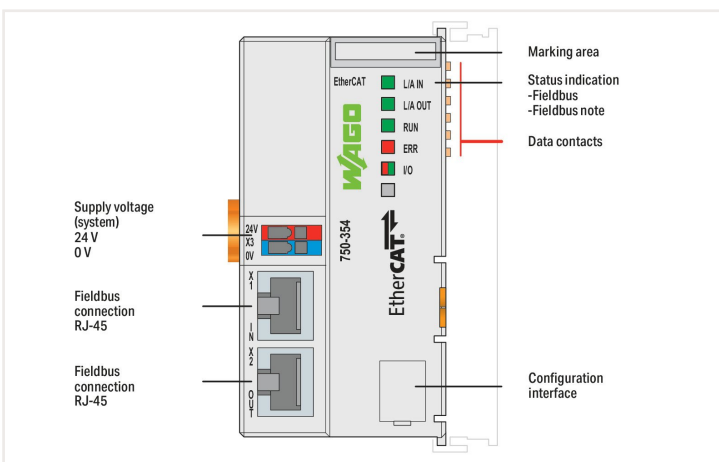 Marking area
EtherCAT
L/A IN
L/A OUT
RUN
ERR
I/O
Status indication
-Fieldbus
-Fieldbus note
Data contacts
WAGO
750-354
EtherCAT®
Supply voltage
(system)
24 V
0 V
24V
X3
0V
Fieldbus
connection
RJ-45
X1
IN
Fieldbus
connection
RJ-45
X2
OUT
Configuration
interface